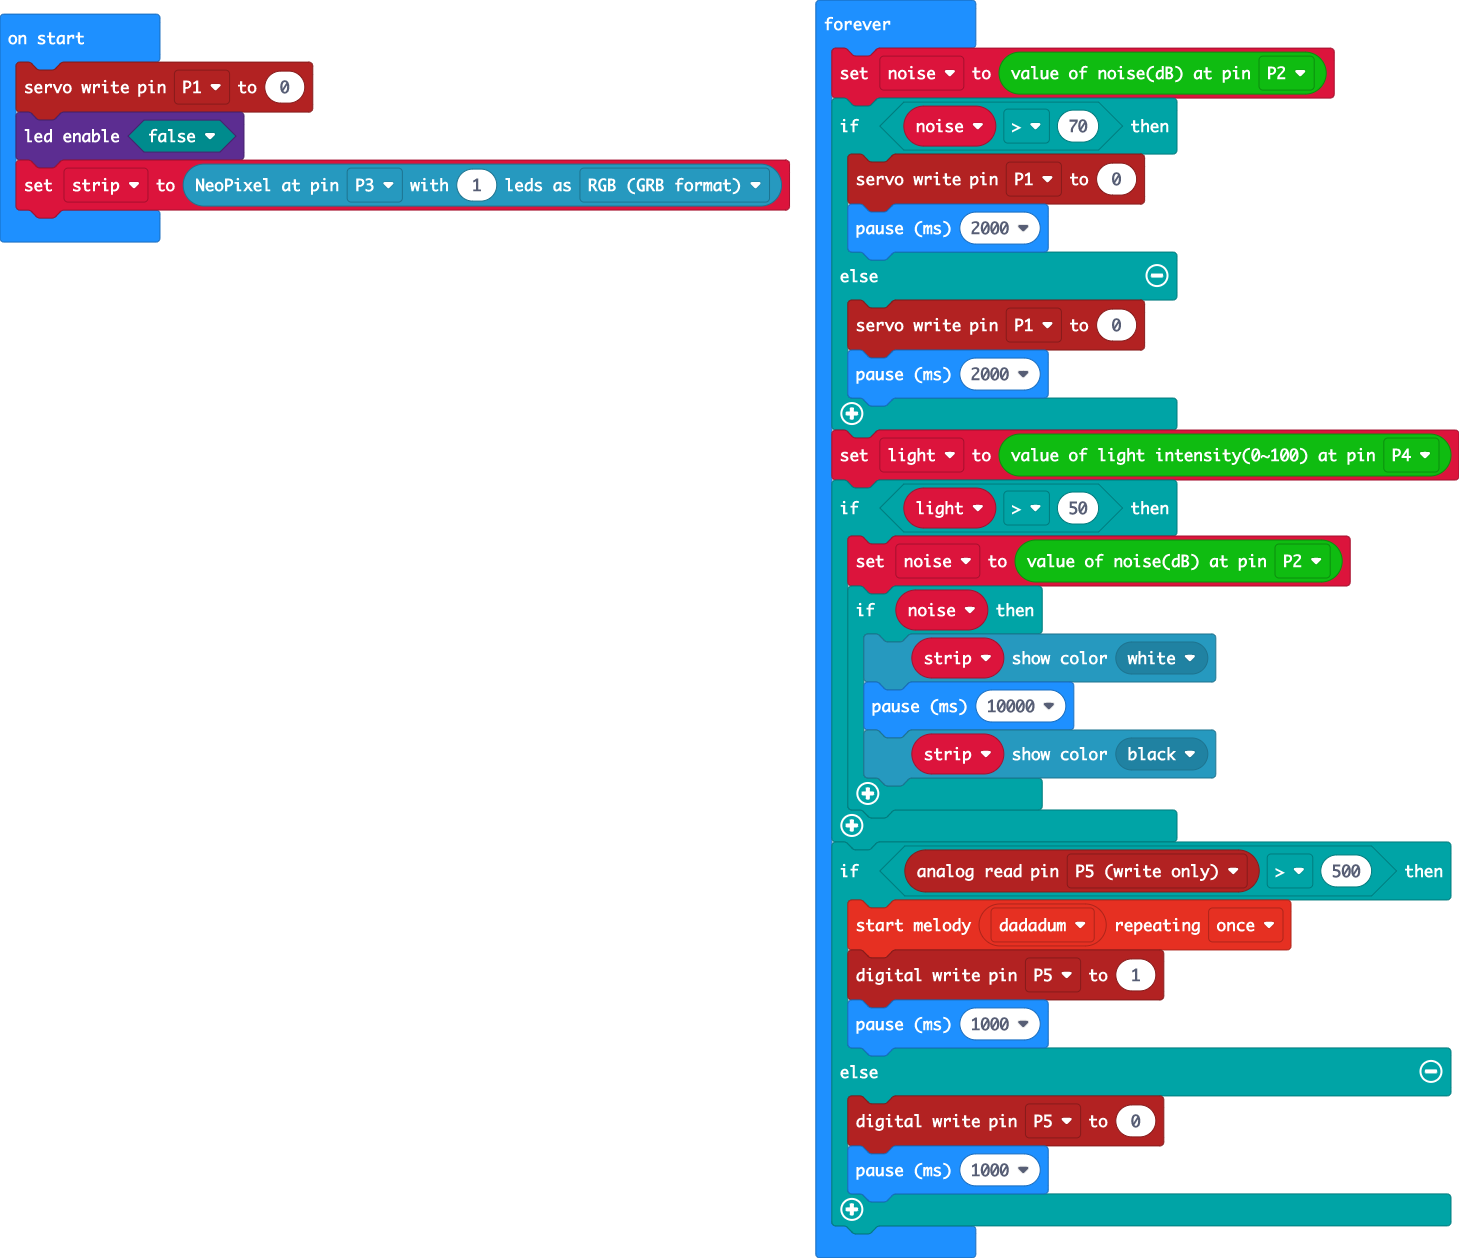 on start
servo write pin P1 to 0
led enable false
set strip to NeoPixel at pin P3 with 1 leds as RGB (GRB format)
forever
set noise to value of noise(dB) at pin P2
if noise > 70 then
servo write pin P1 to 0
pause (ms) 2000
else
servo write pin P1 to 0
pause (ms) 2000
set light to value of light intensity(0~100) at pin P4
if light > 50 then
set noise to value of noise(dB) at pin P2
if noise then
strip show color white
pause (ms) 10000
strip show color black
if analog read pin P5 (write only) > 500 then
start melody dadadum repeating once
digital write pin P5 to 1
pause (ms) 1000
else
digital write pin P5 to 0
pause (ms) 1000